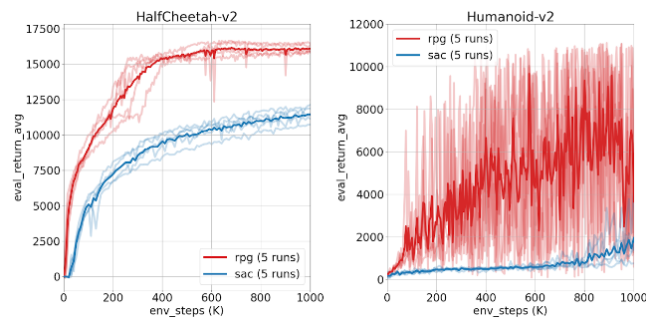 HalfCheetah-v2
17500
15000
12500
10000
7500
5000
2500
0
eval_return_avg
rpg (5 runs)
sac (5 runs)
0 200 400 600 800 1000
env_steps (K)
Humanoid-v2
12000
10000
8000
6000
4000
2000
0
eval_return_avg
rpg (5 runs)
sac (5 runs)
0 200 400 600 800 1000
env_steps (K)